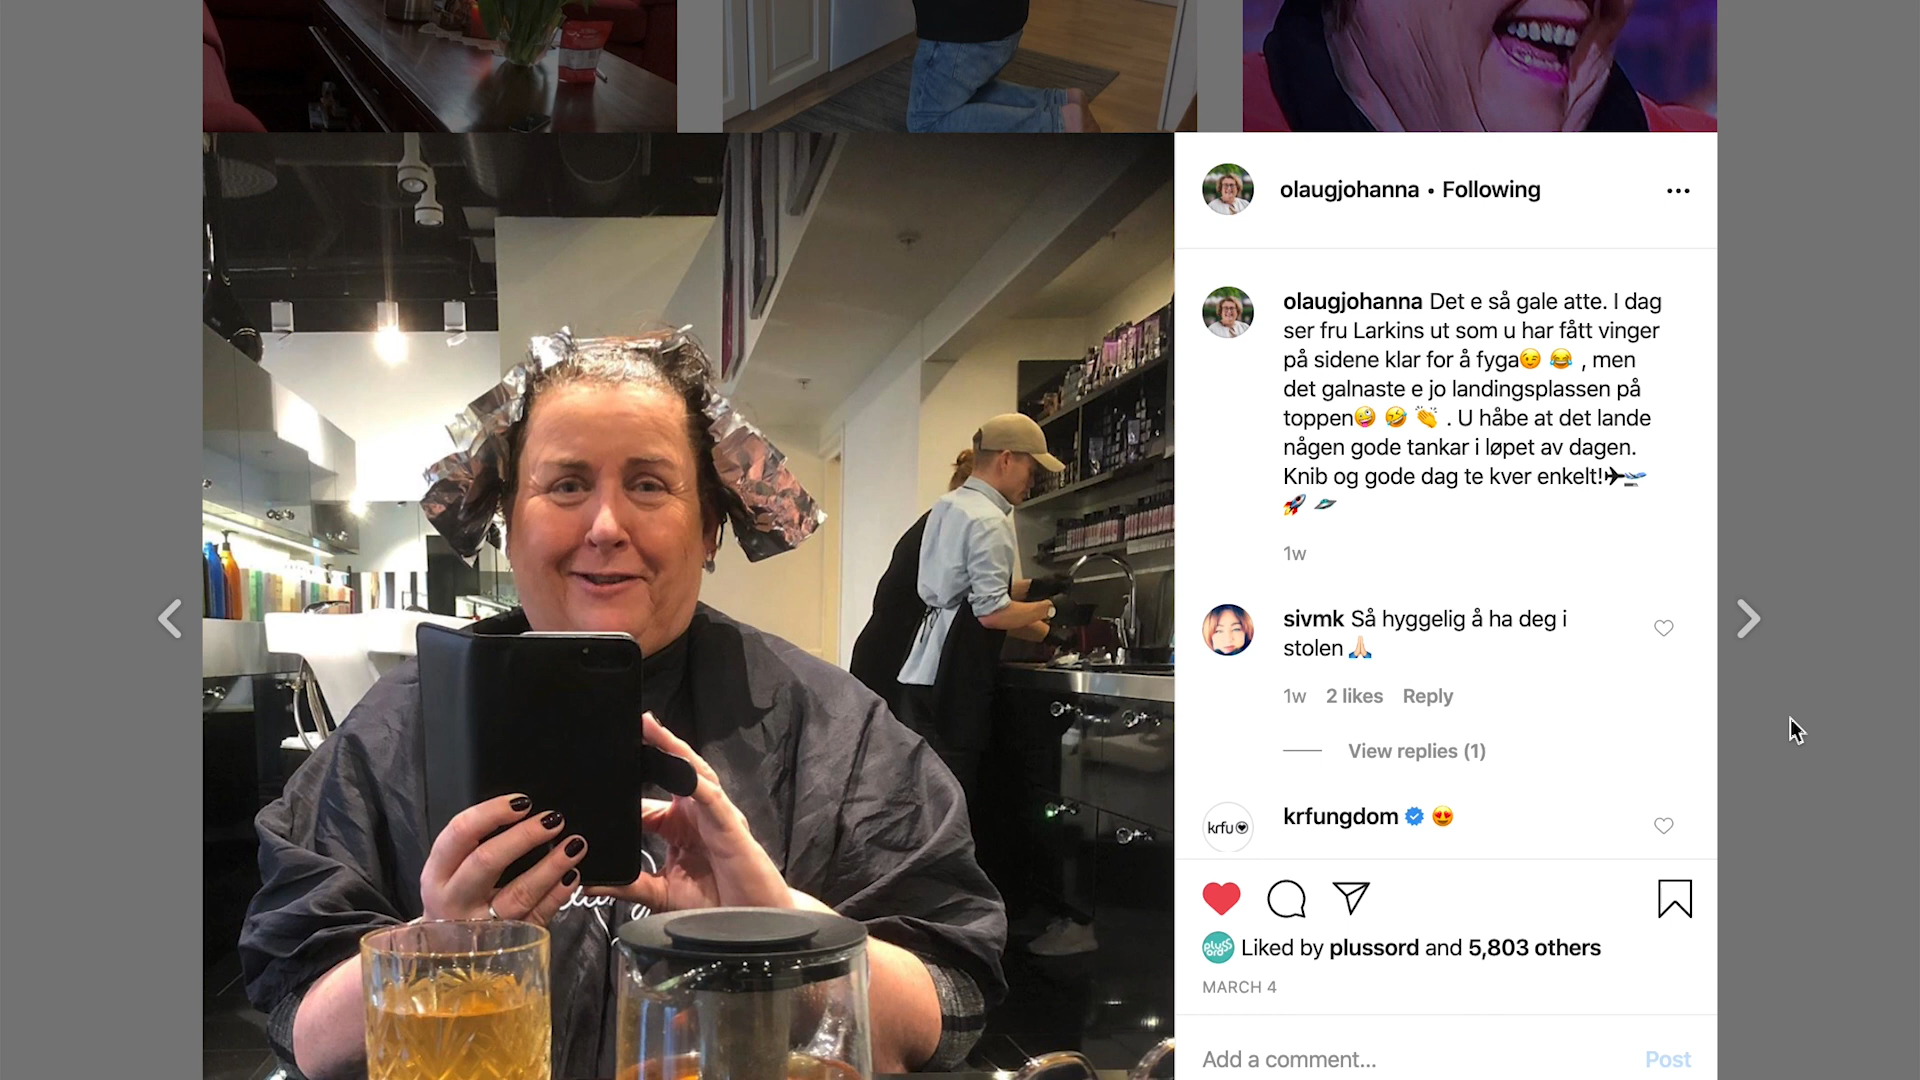 olaugjohanna • Following
olaugjohanna Det e så gale atte. I dag
ser fru Larkins ut som u har fått vinger
på sidene klar for å fyga😉 😂 , men
det galnaste e jo landingsplassen på
toppen🤪 🤣 👏 . U håbe at det lande
någen gode tankar i løpet av dagen.
Knib og gode dag te kver enkelt!✈🛫
🚀 🛸
1w
sivmk Så hyggelig å ha deg i
stolen 🙏🏻
1w 2 likes Reply
View replies (1)
krfu
krfungdom 😍
pluss
ord
Liked by plussord and 5,803 others
MARCH 4
Add a comment... Post